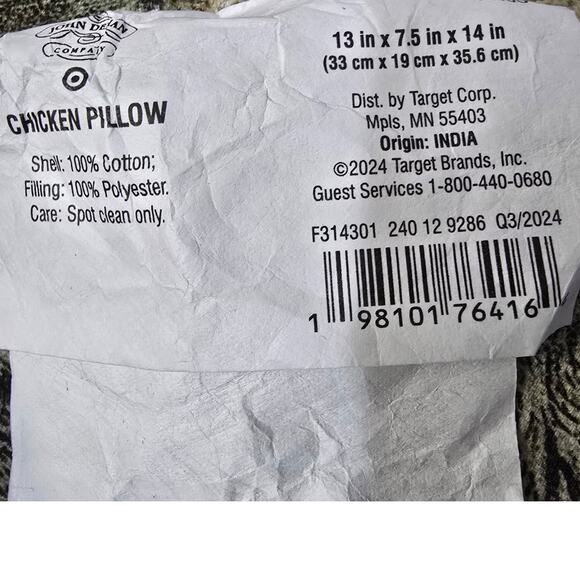 JOHN DERIAN
COMPANY
CHICKEN PILLOW
Shell: 100% Cotton;
Filling: 100% Polyester.
Care: Spot clean only.
13 in x 7.5 in x 14 in
(33 cm x 19 cm x 35.6 cm)
Dist. by Target Corp.
Mpls, MN 55403
Origin: INDIA
©2024 Target Brands, Inc.
Guest Services 1-800-440-0680
F314301 240 12 9286 Q3/2024
1 98101 76416